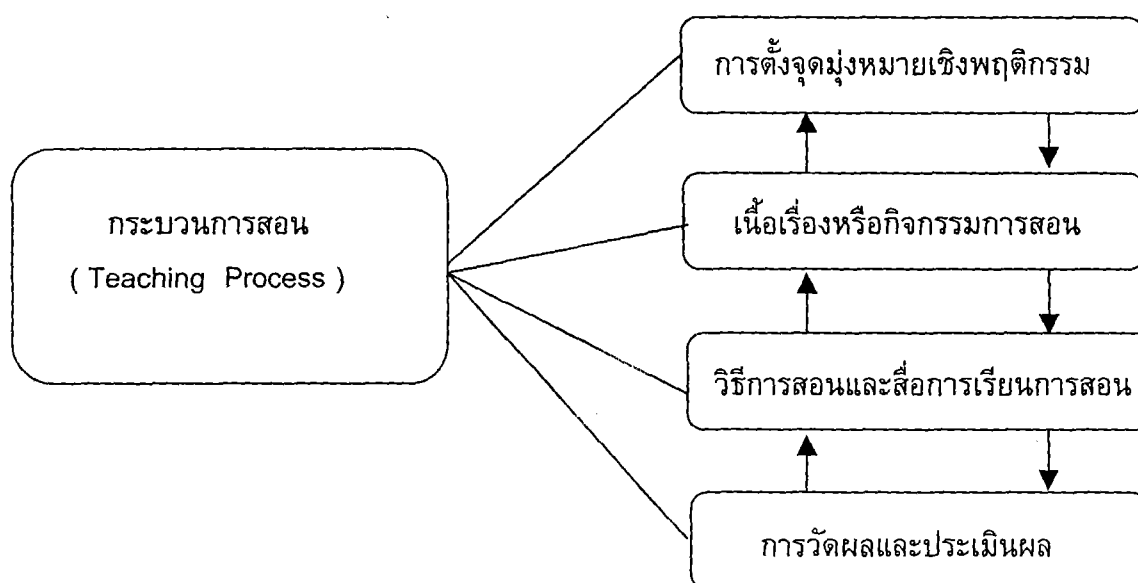 การตั้งจุดมุ่งหมายเชิงพฤติกรรม
กระบวนการสอน
( Teaching Process )
เนื้อเรื่องหรือกิจกรรมการสอน
วิธีการสอนและสื่อการเรียนการสอน
การวัดผลและประเมินผล